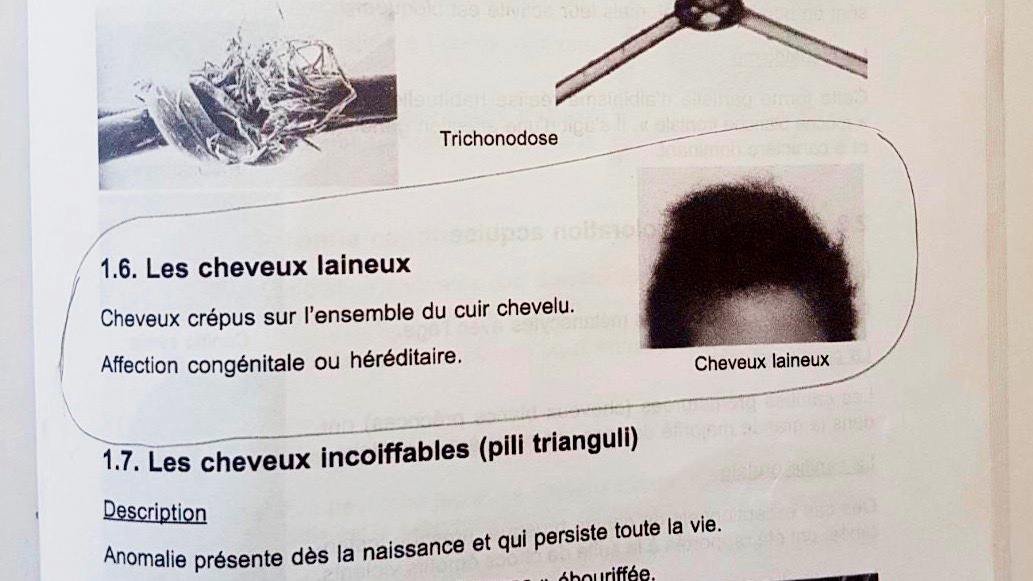 Trichonodose
1.6. Les cheveux laineux
Cheveux crépus sur l'ensemble du cuir chevelu.
Affection congénitale ou héréditaire.
Cheveux laineux
1.7. Les cheveux incoiffables (pili trianguli)
Description
Anomalie présente dès la naissance et qui persiste toute la vie.
ébouriffée.